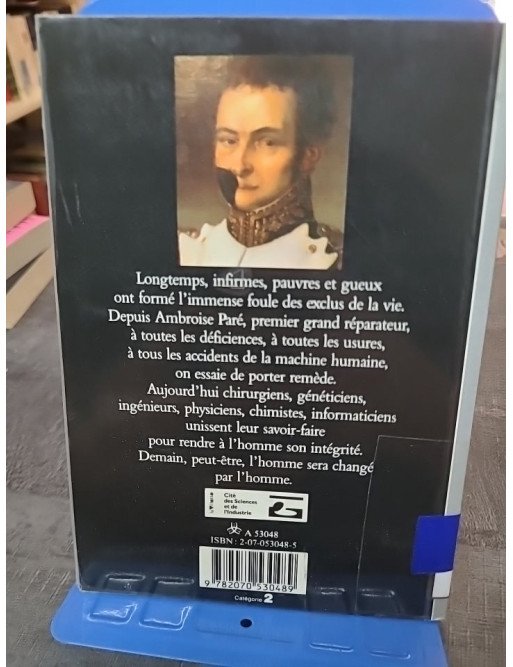 Longtemps, infirmes, pauvres et gueux
ont formé l'immense foule des exclus de la vie.
Depuis Ambroise Paré, premier grand réparateur,
à toutes les déficiences, à toutes les usures,
à tous les accidents de la machine humaine,
on essaie de porter remède.
Aujourd'hui chirurgiens, généticiens,
ingénieurs, physiciens, chimistes, informaticiens
unissent leur savoir-faire
pour rendre à l'homme son intégrité.
Demain, peut-être, l'homme sera changé
par l'homme.
Cité
des Sciences
et de
l'Industrie
A 53048
ISBN : 2-07-053048-5
9 782070 530489
Catégorie 2